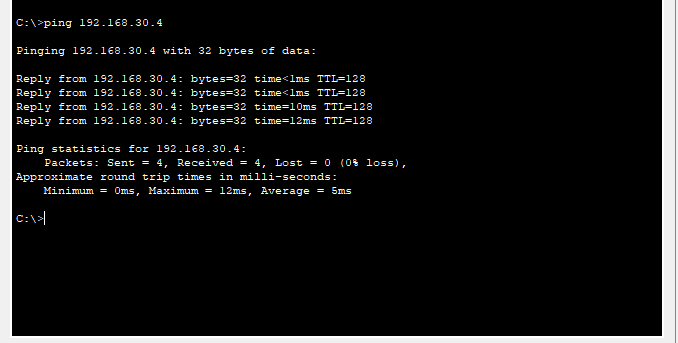 C:\>ping 192.168.30.4
Pinging 192.168.30.4 with 32 bytes of data:
Reply from 192.168.30.4: bytes=32 time<1ms TTL=128
Reply from 192.168.30.4: bytes=32 time<1ms TTL=128
Reply from 192.168.30.4: bytes=32 time=10ms TTL=128
Reply from 192.168.30.4: bytes=32 time=12ms TTL=128
Ping statistics for 192.168.30.4:
    Packets: Sent = 4, Received = 4, Lost = 0 (0% loss),
Approximate round trip times in milli-seconds:
    Minimum = 0ms, Maximum = 12ms, Average = 5ms
C:\>